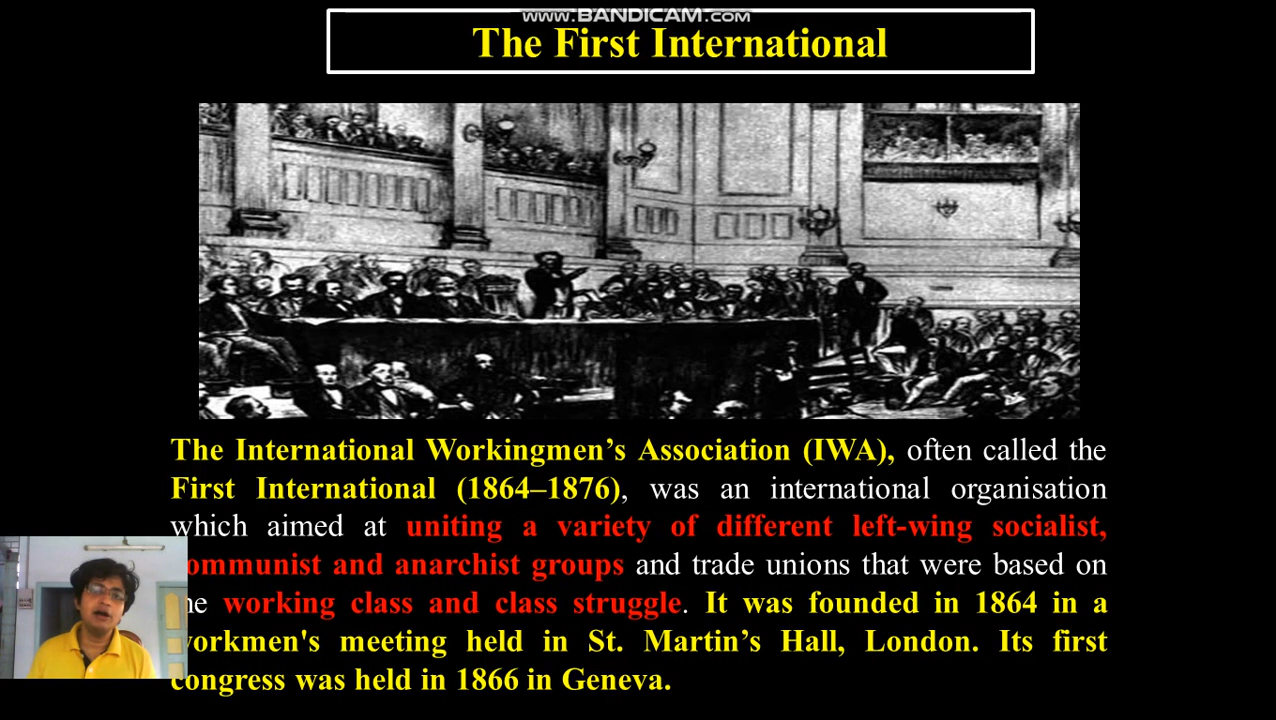 WWW.BANDICAM.COM
The First International
The International Workingmen’s Association (IWA), often called the
First International (1864–1876), was an international organisation
which aimed at uniting a variety of different left-wing socialist,
ommunist and anarchist groups and trade unions that were based on
he working class and class struggle. It was founded in 1864 in a
workmen's meeting held in St. Martin’s Hall, London. Its first
congress was held in 1866 in Geneva.